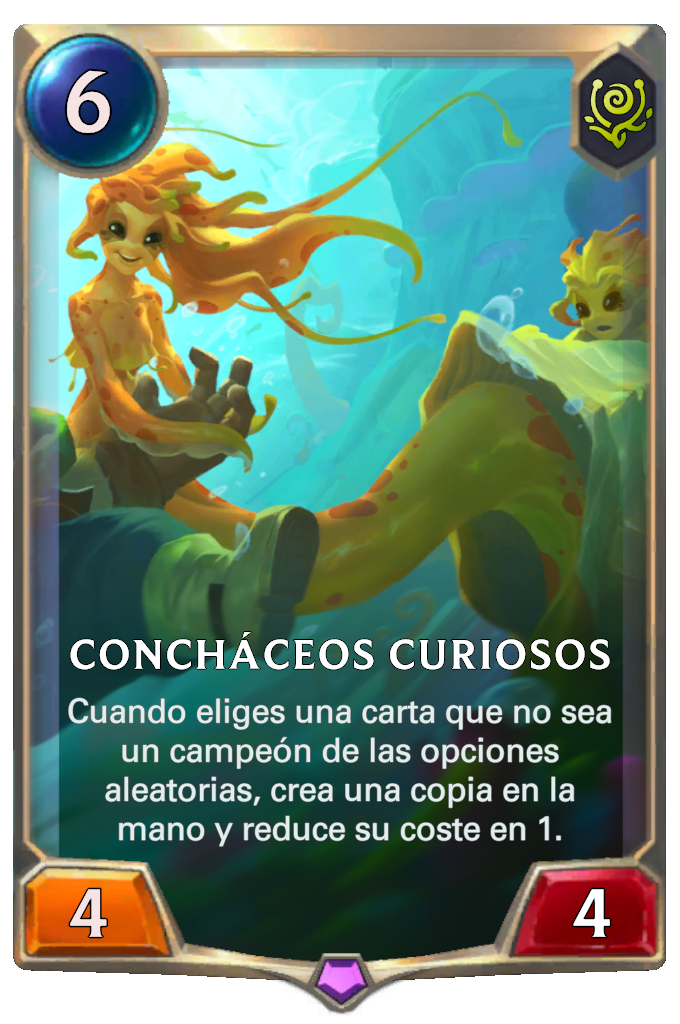 6
CONCHÁCEOS CURIOSOS
Cuando eliges una carta que no sea
un campeón de las opciones
aleatorias, crea una copia en la
mano y reduce su coste en 1.
4
4